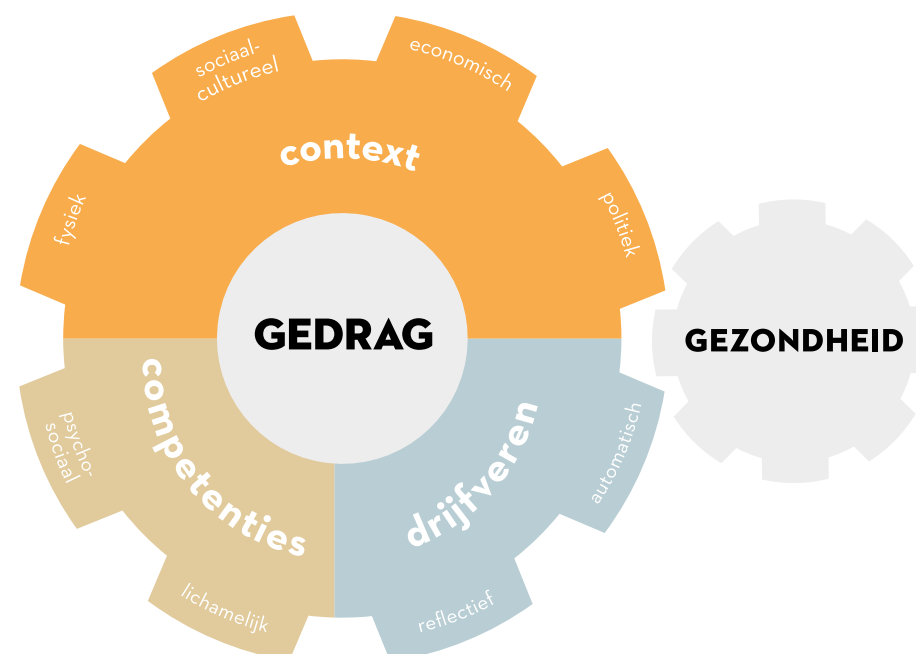 sociaal-
cultureel
economisch
context
fysiek
politiek
GEDRAG
GEZONDHEID
competenties
drijfveren
psycho-
sociaal
automatisch
lichamelijk
reflectief